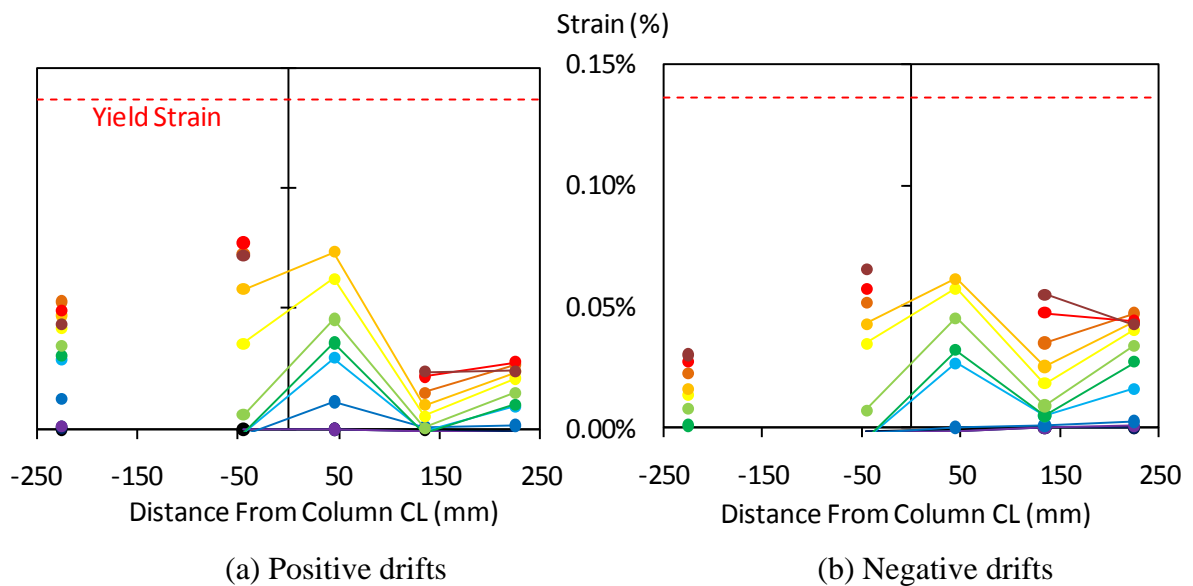 Strain (%)
0.15%
Yield Strain
0.10%
0.05%
0.00%
-250 -150 -50 50 150 250
-250 -150 -50 50 150 250
Distance From Column CL (mm)
Distance From Column CL (mm)
(a) Positive drifts
(b) Negative drifts